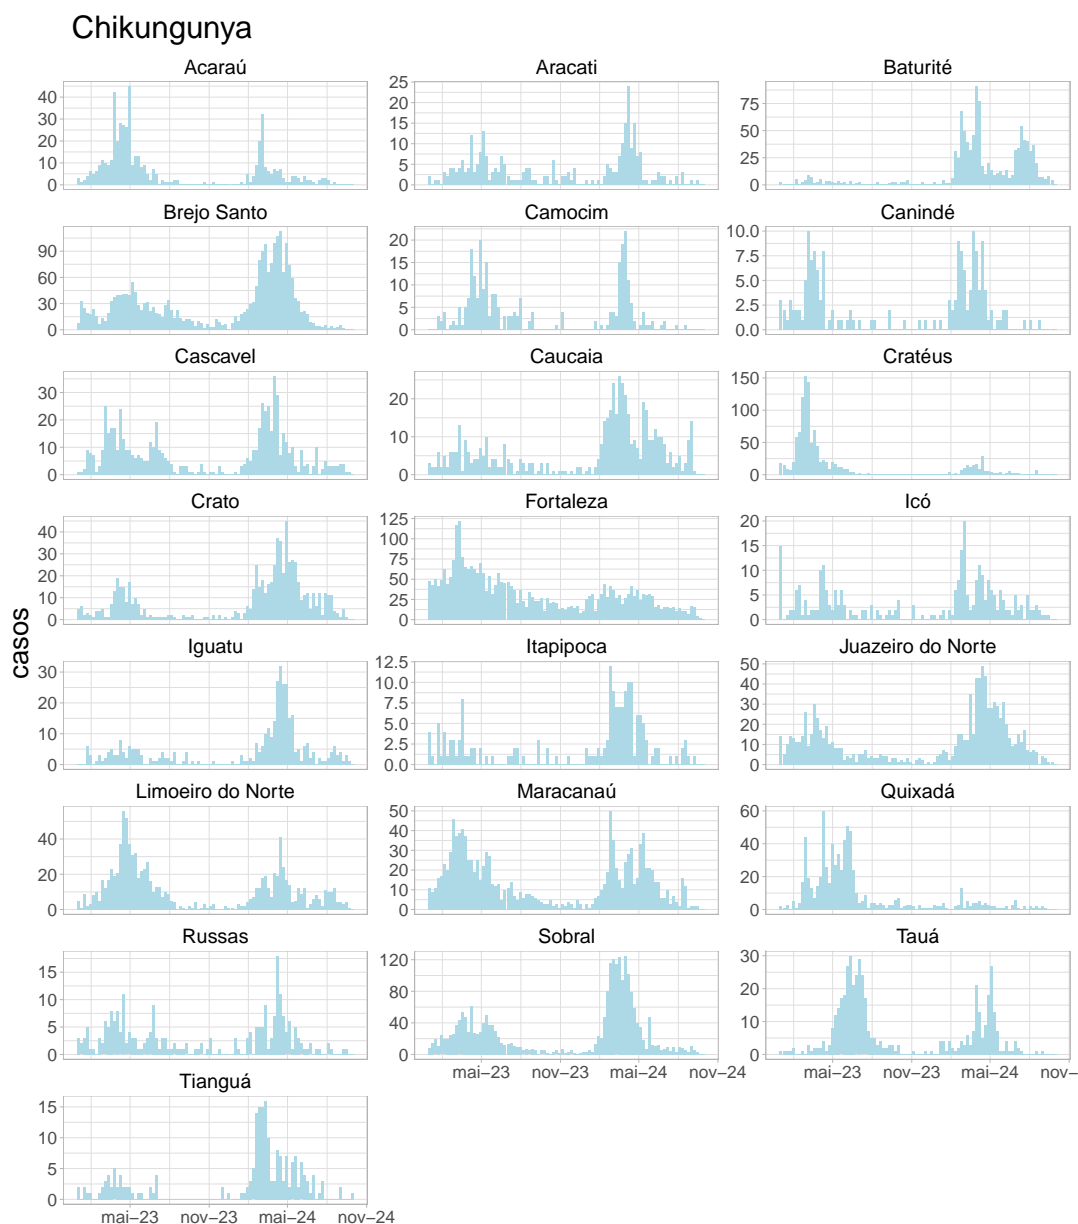 Chikungunya
casos
Acaraú Aracati Baturité
40 30 20 10 0
25 20 15 10 5 0
75 50 25 0
Brejo Santo Camocim Canindé
90 60 30 0
20 15 10 5 0
10.0 7.5 5.0 2.5 0.0
Cascavel Caucaia Cratéus
30 20 10 0
20 10 0
150 100 50 0
Crato Fortaleza Icó
40 30 20 10 0
125 100 75 50 25 0
20 15 10 5 0
Iguatu Itapipoca Juazeiro do Norte
30 20 10 0
12.5 10.0 7.5 5.0 2.5 0.0
50 40 30 20 10 0
Limoeiro do Norte Maracanaú Quixadá
40 20 0
50 40 30 20 10 0
60 40 20 0
Russas Sobral Tauá
15 10 5 0
120 80 40 0
30 20 10 0
mai–23 nov–23 mai–24 nov–24 mai–23 nov–23 mai–24 nov–
Tianguá
15 10 5 0
mai–23 nov–23 mai–24 nov–24